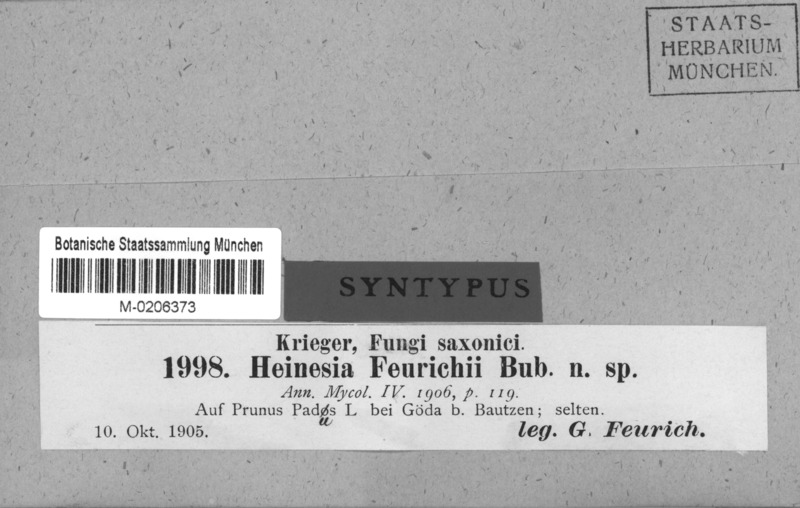 STAATS-
HERBARIUM
MÜNCHEN.
Botanische Staatssammlung München
M-0206373
SYNTYPUS
Krieger, Fungi saxonici.
1998. Heinesia Feurichii Bub. n. sp.
Ann. Mycol. IV. 1906, p. 119.
Auf Prunus Padus L bei Göda b. Bautzen; selten.
10. Okt. 1905. leg. G. Feurich.